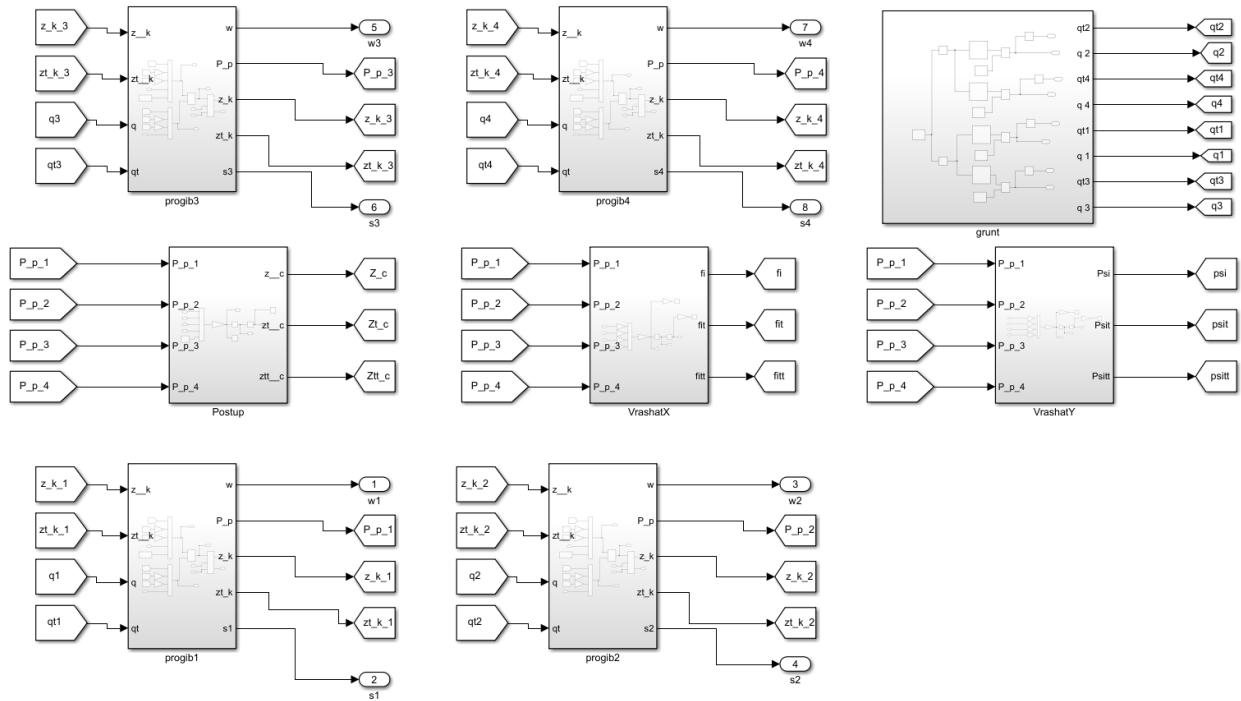 z_k_3
zt_k_3
q3
qt3
z__k
zt__k
q
qt
w
P_p
z_k
zt_k
s3
progib3
5
w3
P_p_3
z_k_3
zt_k_3
6
s3
z_k_4
zt_k_4
q4
qt4
z__k
zt__k
q
qt
w
P_p
z_k
zt_k
s4
progib4
7
w4
P_p_4
z_k_4
zt_k_4
8
s4
qt2
q 2
qt4
q 4
qt1
q 1
qt3
q 3
grunt
qt2
q2
qt4
q4
qt1
q1
qt3
q3
P_p_1
P_p_2
P_p_3
P_p_4
P_p_1
P_p_2
P_p_3
P_p_4
z__c
zt__c
ztt__c
Postup
Z_c
Zt_c
Ztt_c
P_p_1
P_p_2
P_p_3
P_p_4
P_p_1
P_p_2
P_p_3
P_p_4
fi
fit
fitt
VrashatX
fi
fit
fitt
P_p_1
P_p_2
P_p_3
P_p_4
P_p_1
P_p_2
P_p_3
P_p_4
Psi
Psit
Psitt
VrashatY
psi
psit
psitt
z_k_1
zt_k_1
q1
qt1
z__k
zt__k
q
qt
w
P_p
z_k
zt_k
s1
progib1
1
w1
P_p_1
z_k_1
zt_k_1
2
s1
z_k_2
zt_k_2
q2
qt2
z__k
zt__k
q
qt
w
P_p
z_k
zt_k
s2
progib2
3
w2
P_p_2
z_k_2
zt_k_2
4
s2